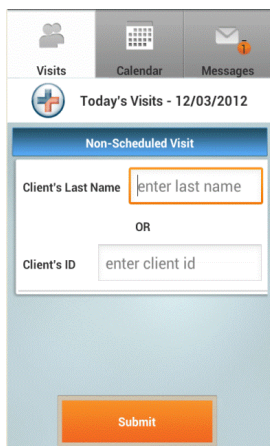 Visits Calendar Messages
Today's Visits - 12/03/2012
Non-Scheduled Visit
Client's Last Name enter last name
OR
Client's ID enter client id
Submit